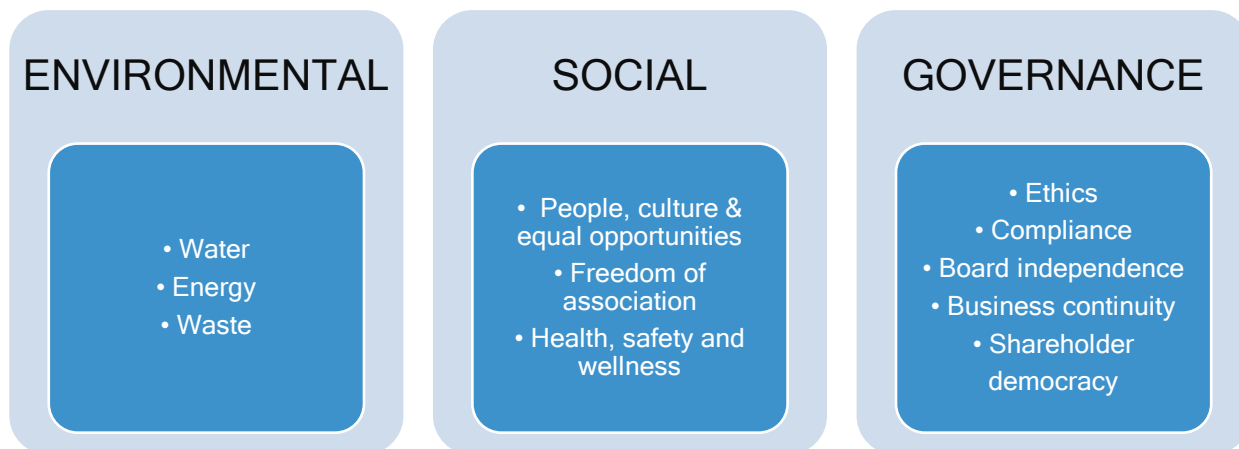 ENVIRONMENTAL
• Water
• Energy
• Waste
SOCIAL
• People, culture &
equal opportunities
• Freedom of
association
• Health, safety and
wellness
GOVERNANCE
• Ethics
• Compliance
• Board independence
• Business continuity
• Shareholder
democracy